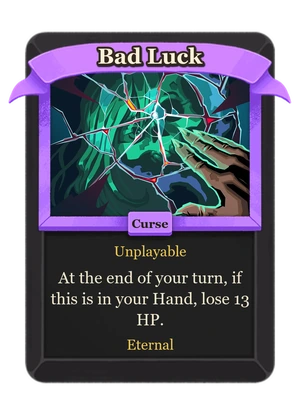 Bad Luck
Curse
Unplayable
At the end of your turn, if
this is in your Hand, lose 13
HP.
Eternal